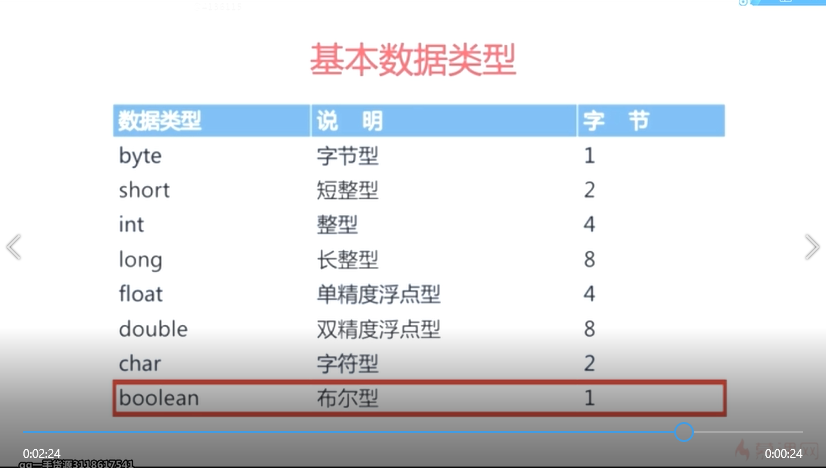 基本数据类型
数据类型 说 明 字 节
byte 字节型 1
short 短整型 2
int 整型 4
long 长整型 8
float 单精度浮点型 4
double 双精度浮点型 8
char 字符型 2
boolean 布尔型 1
0:02:24 0:00:24
qq一手货源3118617541